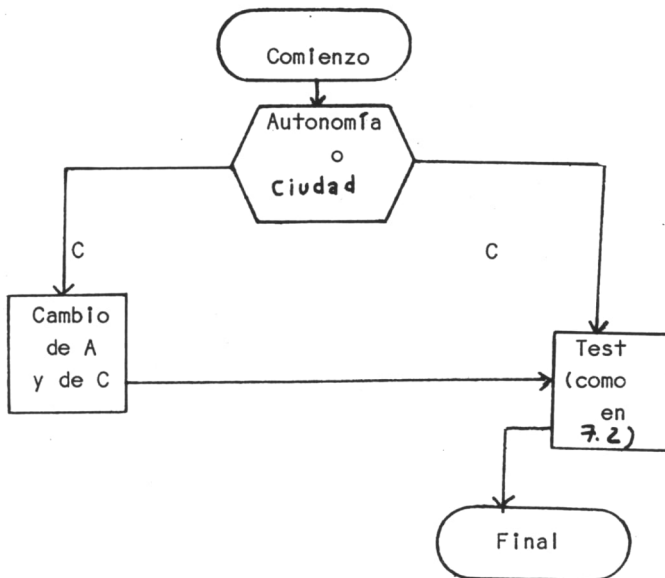 Comienzo
Autonomía
o
Ciudad
C
C
Cambio
de A
y de C
Test
(como
en
7.2)
Final